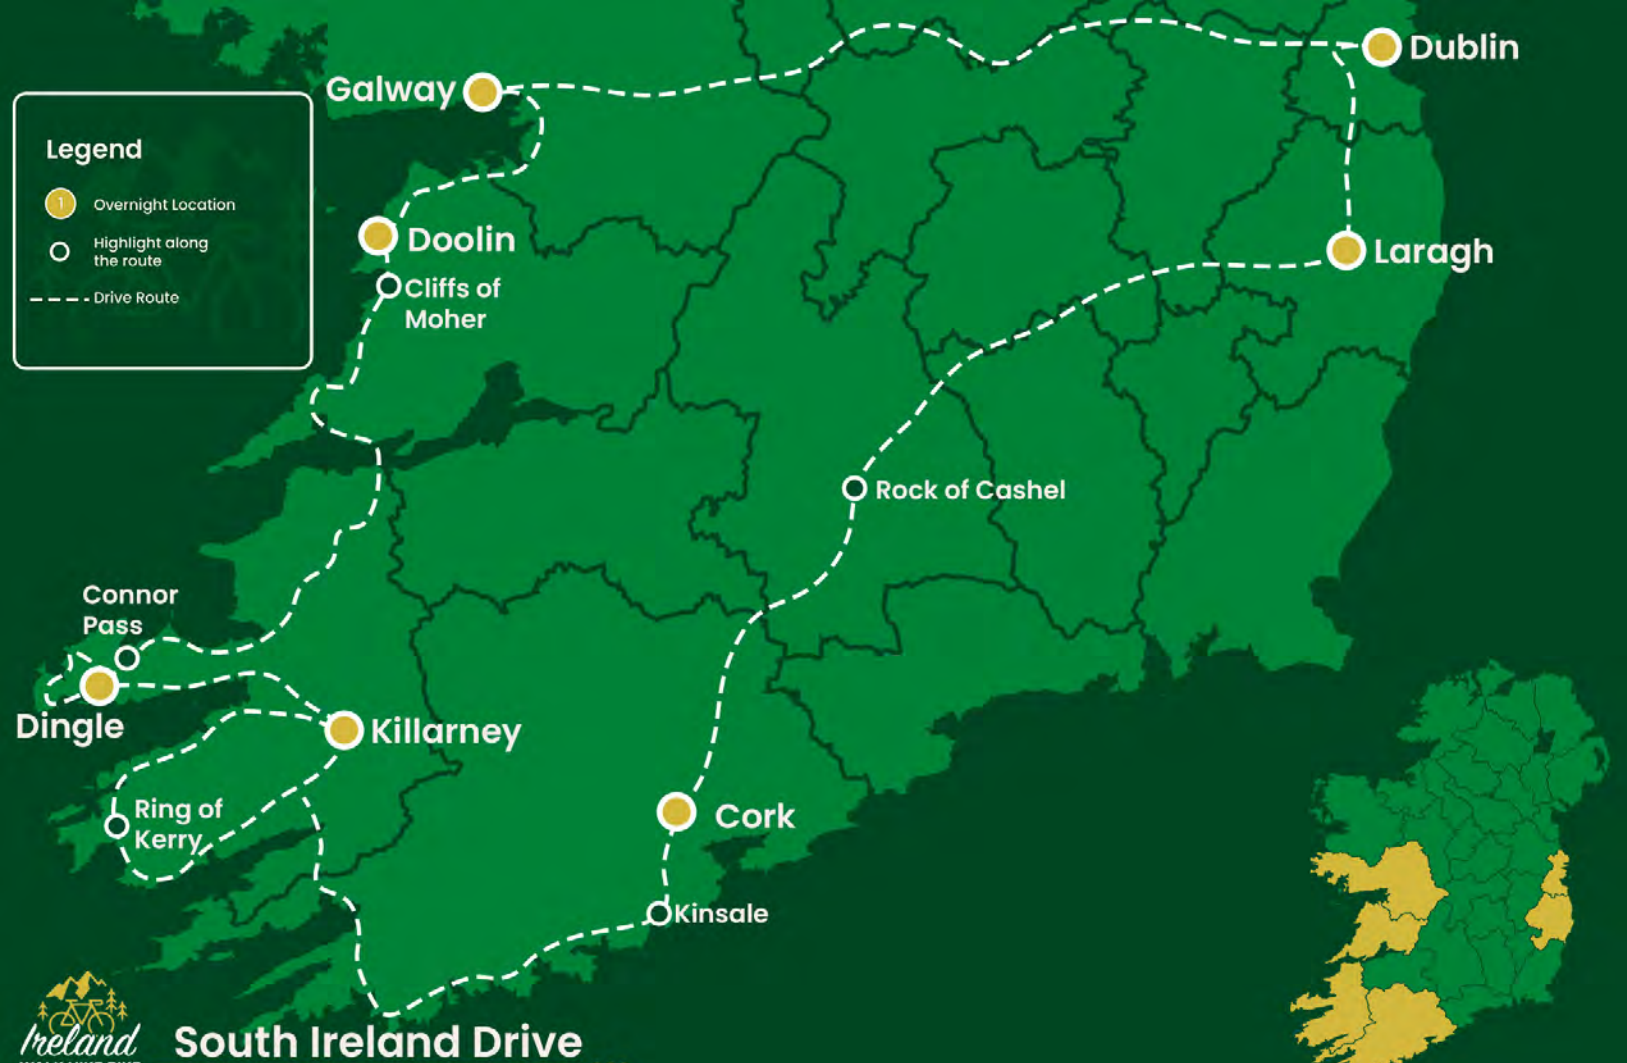 Dublin
Galway
Legend
1 Overnight Location
Highlight along
the route
Drive Route
Doolin
Laragh
Cliffs of
Moher
Rock of Cashel
Connor
Pass
Dingle
Killarney
Ring of
Kerry
Cork
Kinsale
Ireland
South Ireland Drive